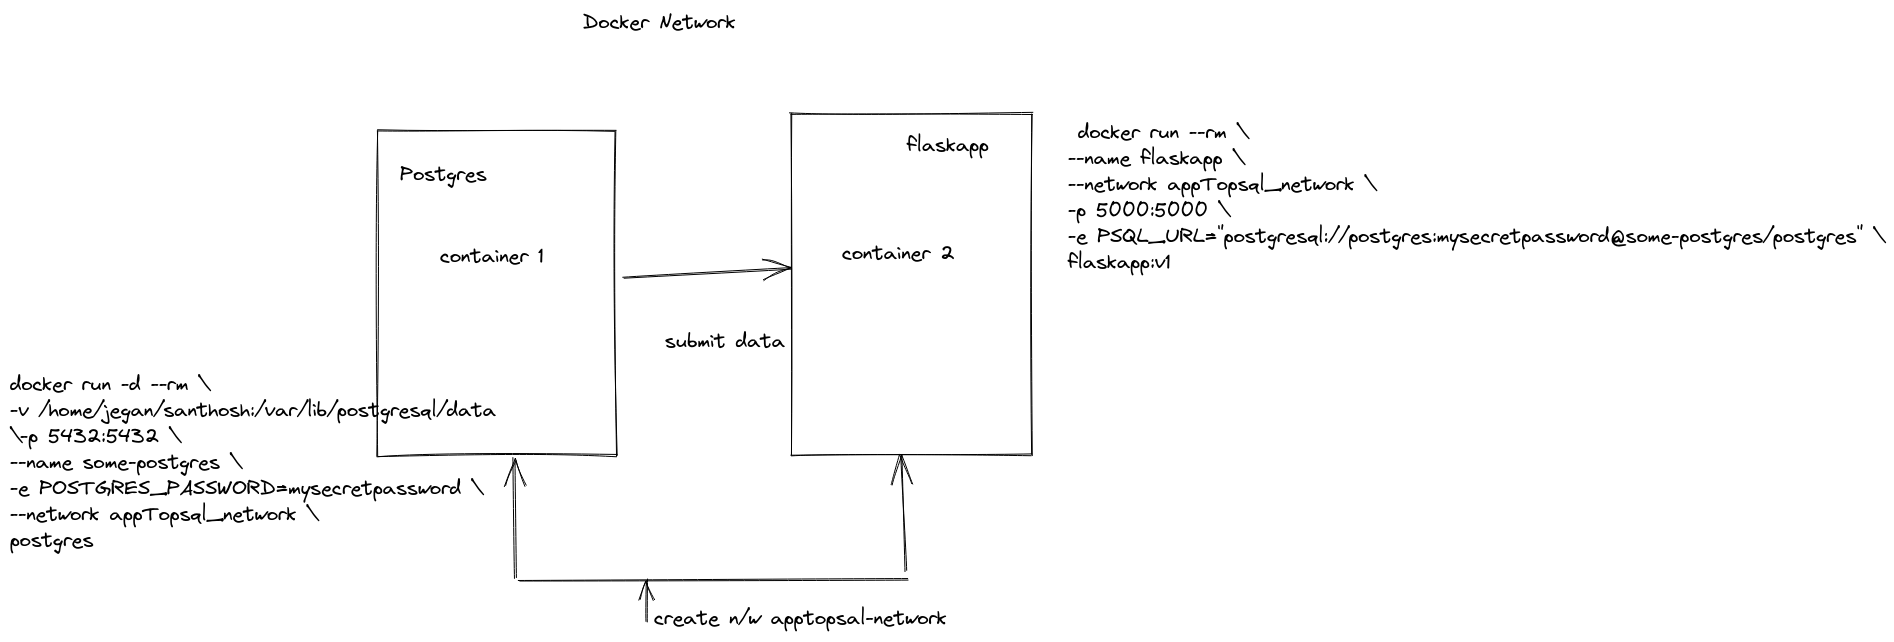 Docker Network
Postgres
container 1
flaskapp
container 2
submit data
docker run --rm \
--name flaskapp \
--network appTopsql_network \
-p 5000:5000 \
-e PSQL_URL="postgresql://postgres:mysecretpassword@some-postgres/postgres" \
flaskapp:v1
docker run -d --rm \
-v /home/jegan/santhosh:/var/lib/postgresql/data
\-p 5432:5432 \
--name some-postgres \
-e POSTGRES_PASSWORD=mysecretpassword \
--network appTopsql_network \
postgres
create n/w apptopsql-network